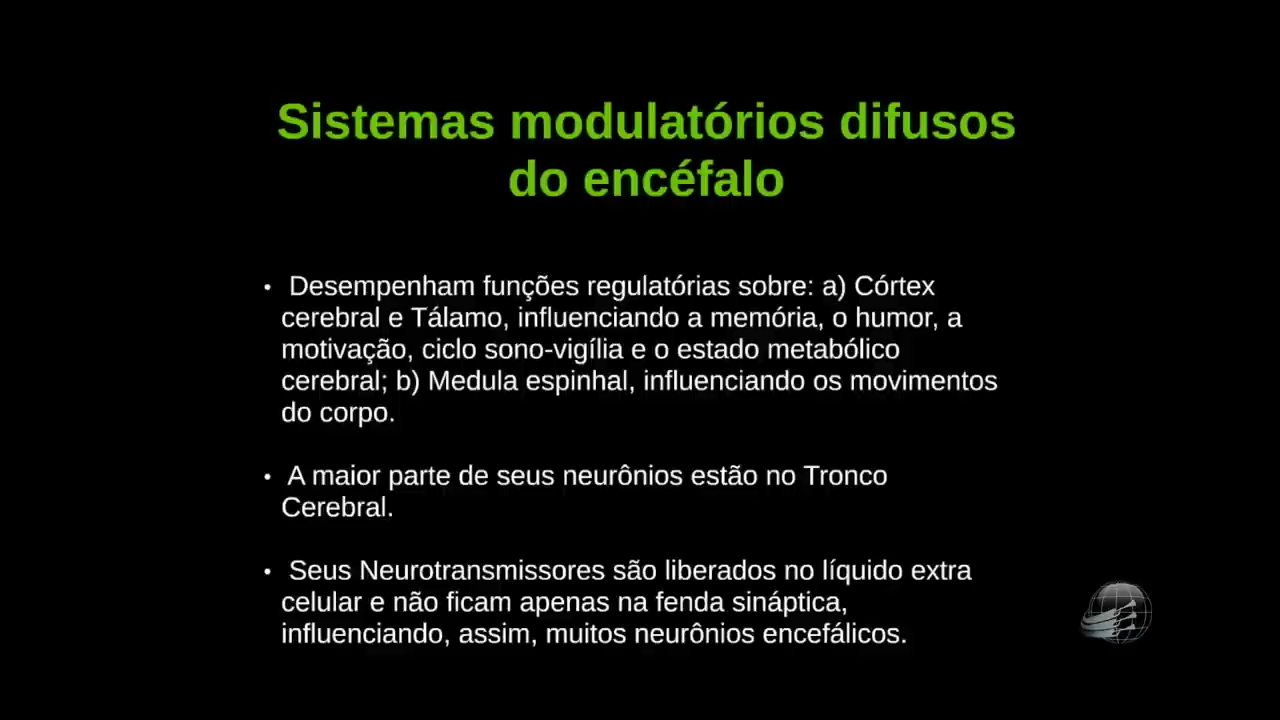 Sistemas modulatórios difusos
do encéfalo
• Desempenham funções regulatórias sobre: a) Córtex
cerebral e Tálamo, influenciando a memória, o humor, a
motivação, ciclo sono-vigília e o estado metabólico
cerebral; b) Medula espinhal, influenciando os movimentos
do corpo.
• A maior parte de seus neurônios estão no Tronco
Cerebral.
• Seus Neurotransmissores são liberados no líquido extra
celular e não ficam apenas na fenda sináptica,
influenciando, assim, muitos neurônios encefálicos.